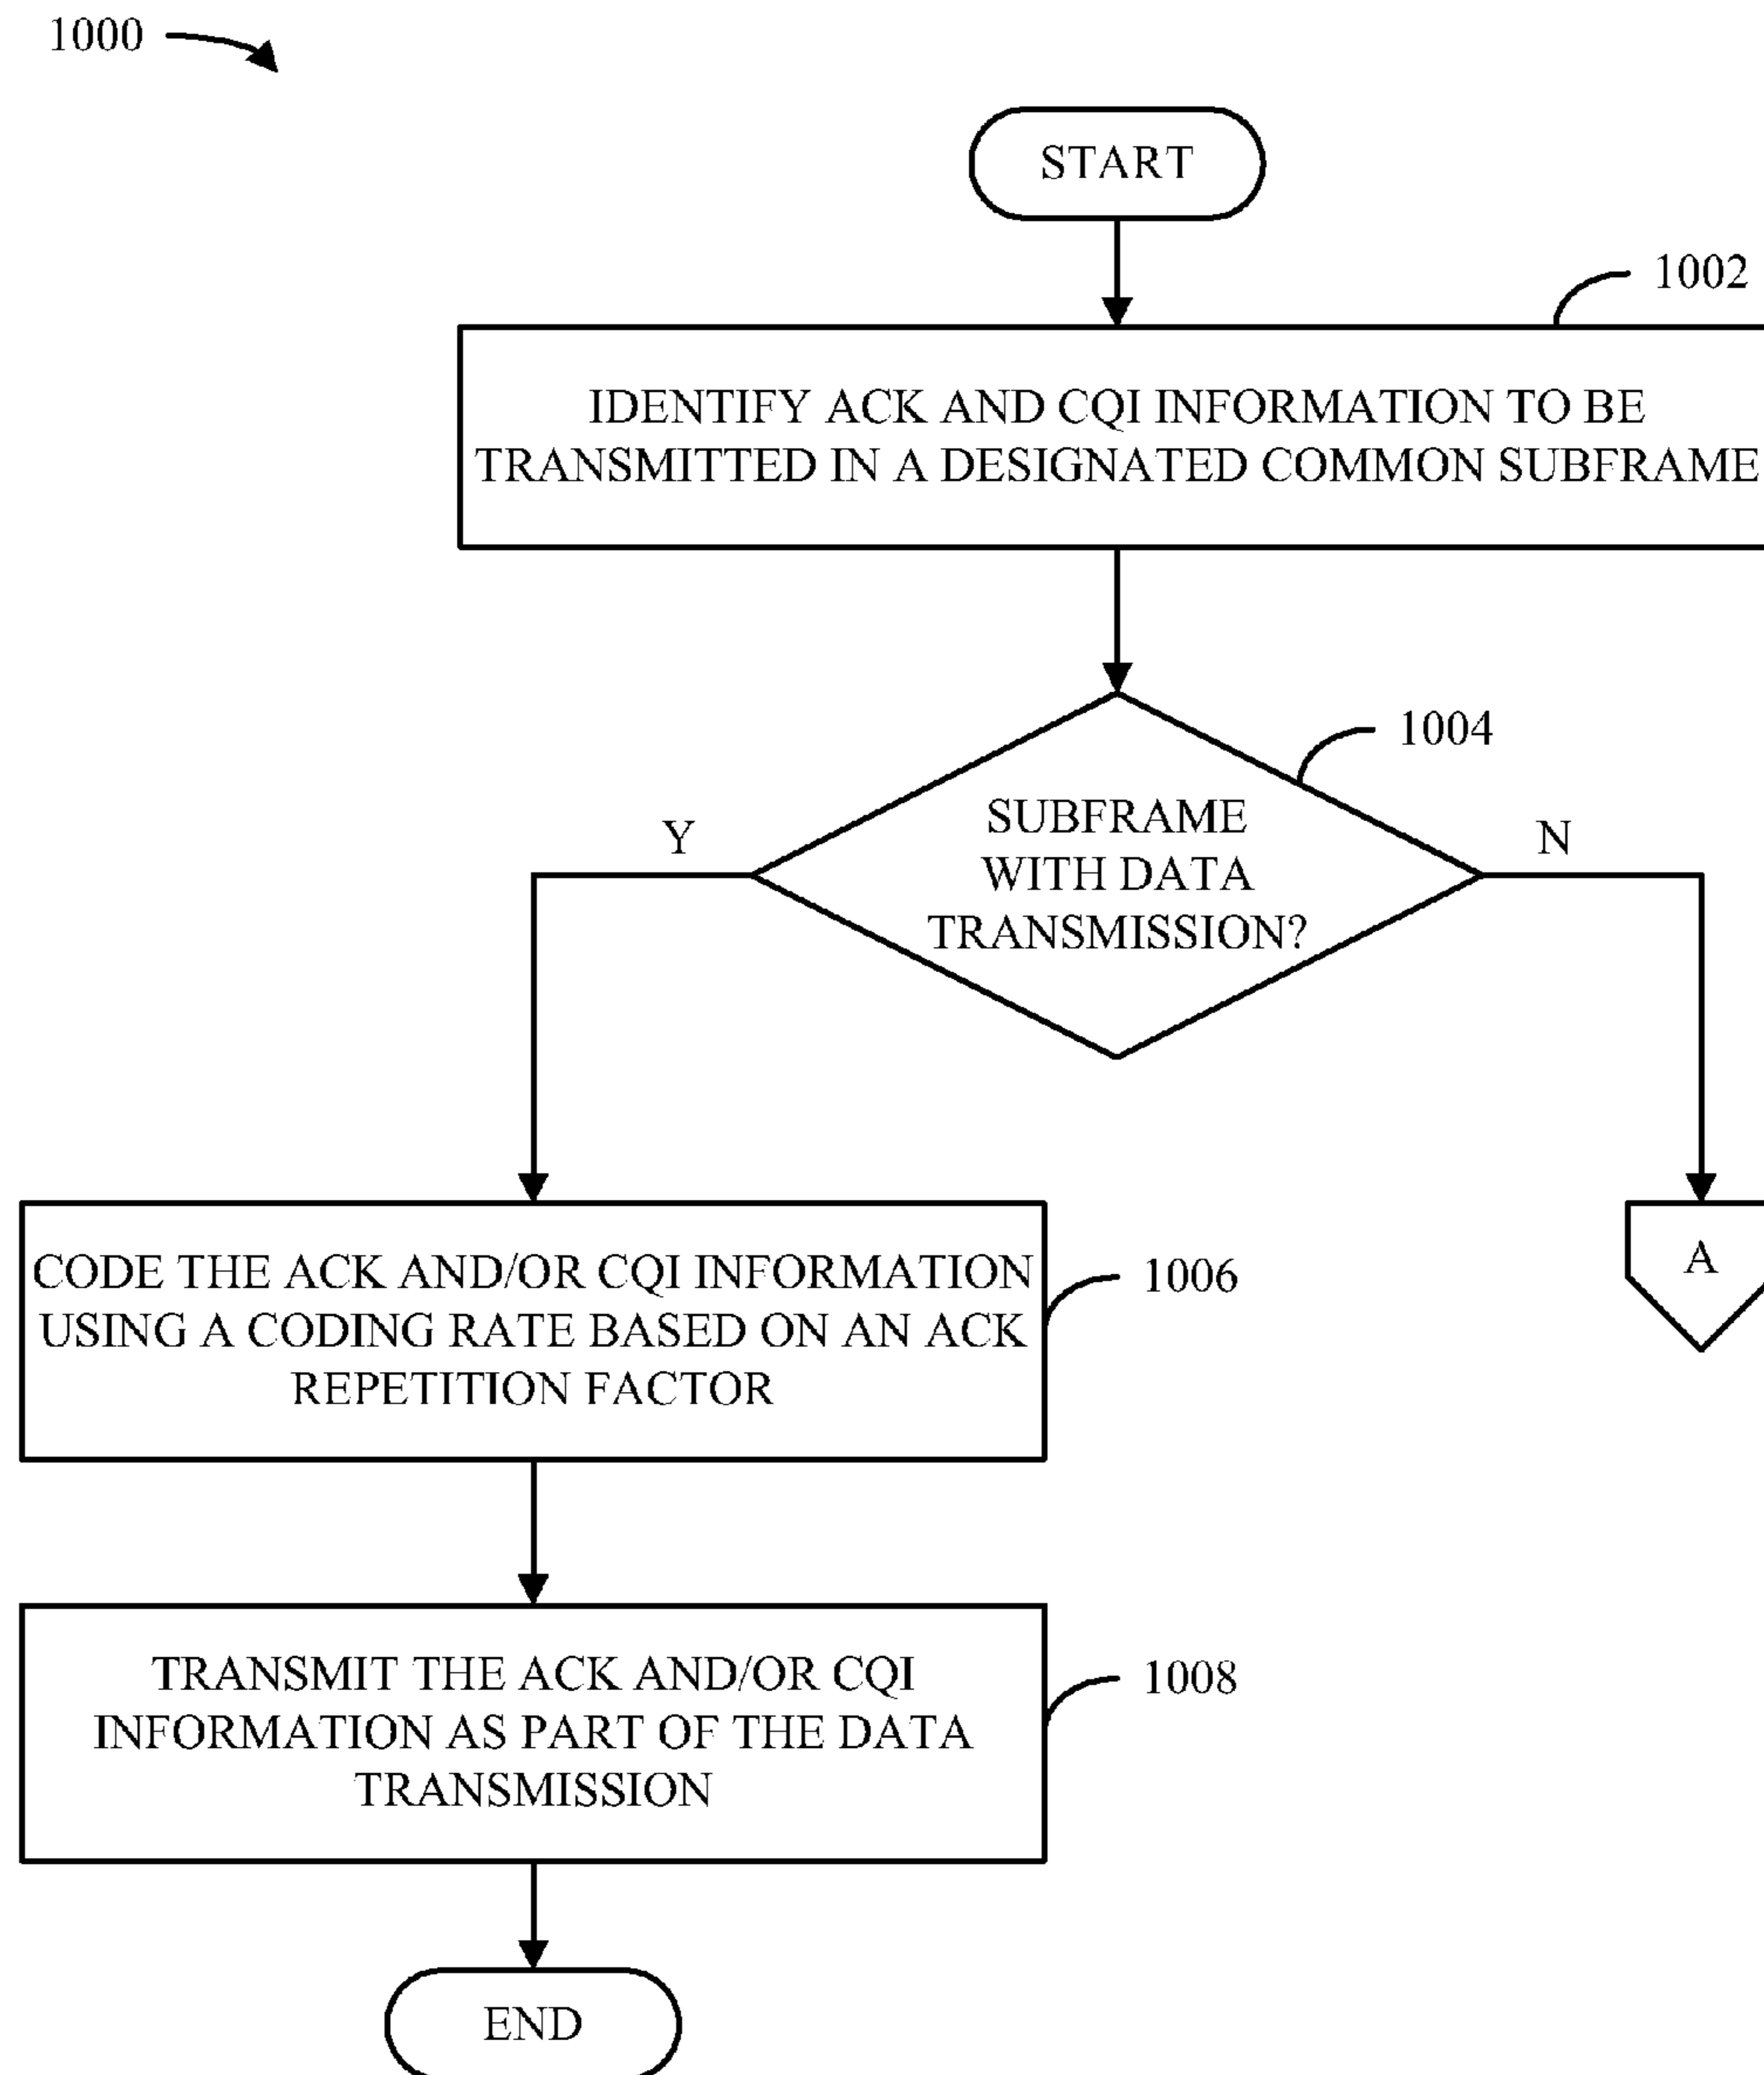 1000
START
1002
IDENTIFY ACK AND CQI INFORMATION TO BE
TRANSMITTED IN A DESIGNATED COMMON SUBFRAME
1004
SUBFRAME
WITH DATA
TRANSMISSION?
Y
N
CODE THE ACK AND/OR CQI INFORMATION
USING A CODING RATE BASED ON AN ACK
REPETITION FACTOR
1006
A
TRANSMIT THE ACK AND/OR CQI
INFORMATION AS PART OF THE DATA
TRANSMISSION
1008
END